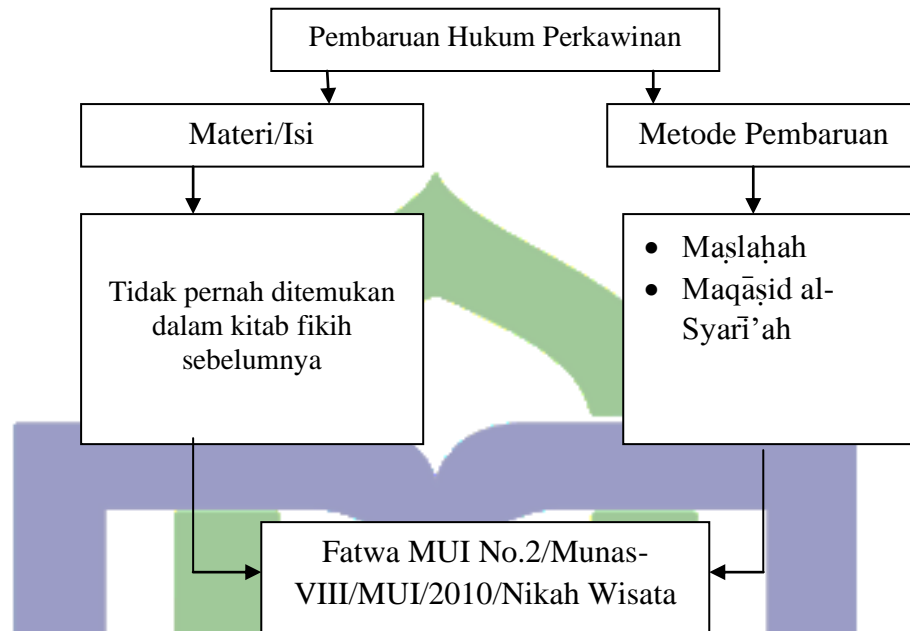 Pembaruan Hukum Perkawinan
Materi/Isi
Metode Pembaruan
Tidak pernah ditemukan
dalam kitab fikih
sebelumnya
• Maṣlaḥah
• Maqāṣid al-
Syarī’ah
Fatwa MUI No.2/Munas-
VIII/MUI/2010/Nikah Wisata